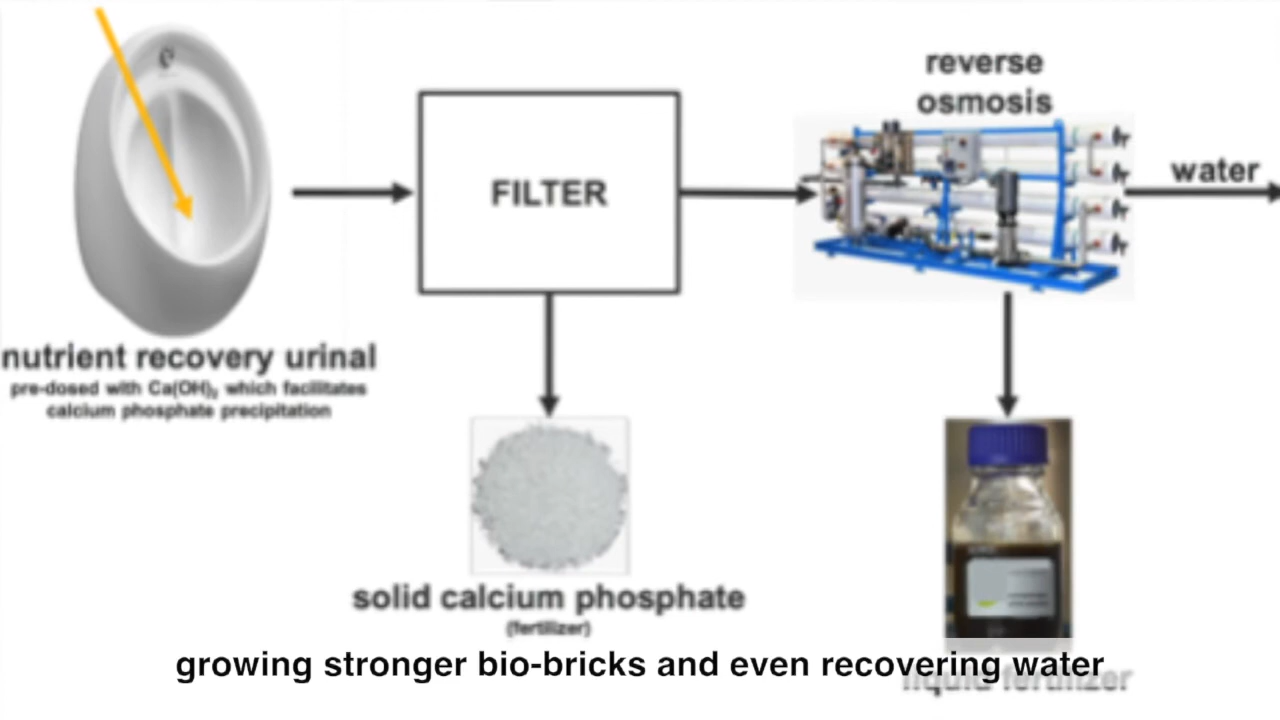 reverse
osmosis
water
FILTER
nutrient recovery urinal
pre-dosed with Ca(OH)₂ which facilitates
calcium phosphate precipitation
solid calcium phosphate
(fertilizer)
growing stronger bio-bricks and even recovering water
liquid fertilizer